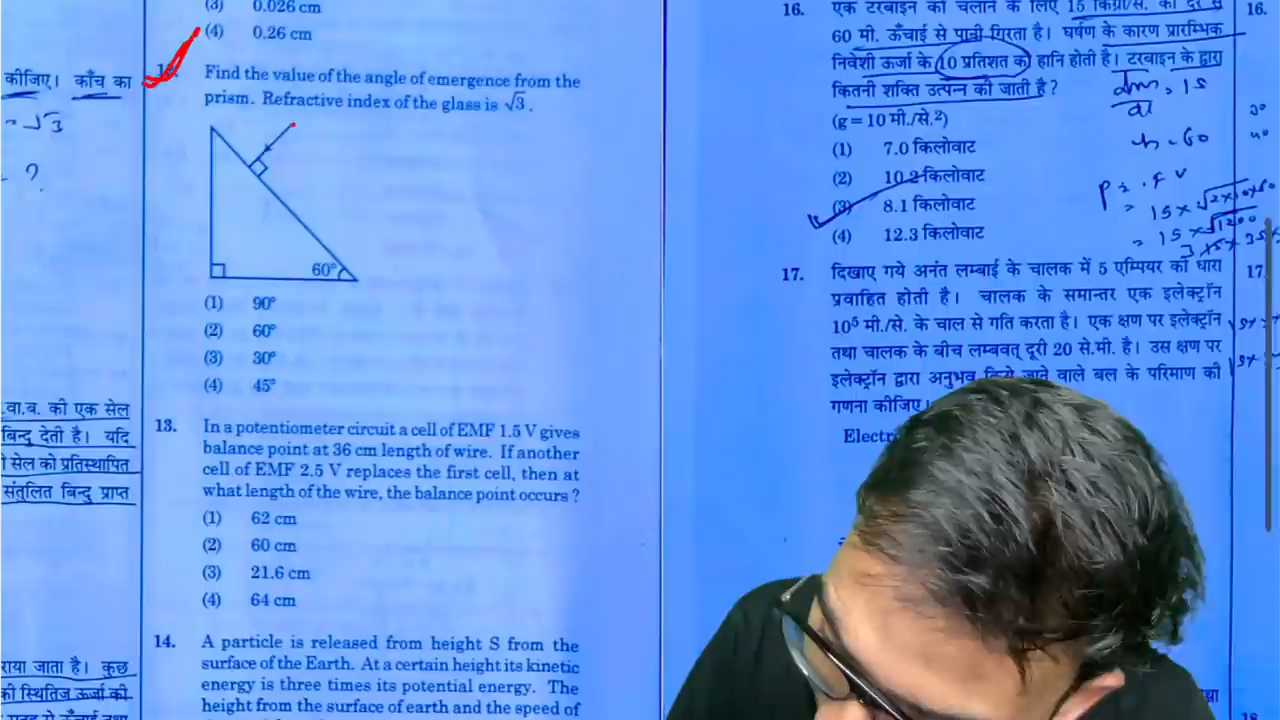 (3) 0.026 cm
(4) 0.26 cm
Find the value of the angle of emergence from the
prism. Refractive index of the glass is √3.
60°
(1) 90°
(2) 60°
(3) 30°
(4) 45°
13. In a potentiometer circuit a cell of EMF 1.5 V gives
balance point at 36 cm length of wire. If another
cell of EMF 2.5 V replaces the first cell, then at
what length of the wire, the balance point occurs ?
(1) 62 cm
(2) 60 cm
(3) 21.6 cm
(4) 64 cm
14. A particle is released from height S from the
surface of the Earth. At a certain height its kinetic
energy is three times its potential energy. The
height from the surface of earth and the speed of
कीजिए। काँच का
= √3
?
वा.ब. की एक सेल
बिन्दु देती है। यदि
सेल को प्रतिस्थापित
संतुलित बिन्दु प्राप्त
राया जाता है। कुछ
की स्थितिज ऊर्जा की
16. एक टरबाइन को चलाने के लिए 15 किग्रा/से. की दर से
60 मी. ऊँचाई से पानी गिरता है। घर्षण के कारण प्रारम्भिक
निवेशी ऊर्जा के 10 प्रतिशत की हानि होती है। टरबाइन के द्वारा
कितनी शक्ति उत्पन्न की जाती है ?
(g = 10 मी./से.²)
(1) 7.0 किलोवाट
(2) 10.2 किलोवाट
(3) 8.1 किलोवाट
(4) 12.3 किलोवाट
h = 60
17. दिखाए गये अनंत लम्बाई के चालक में 5 एम्पियर की धारा
प्रवाहित होती है। चालक के समान्तर एक इलेक्ट्रॉन
10⁵ मी./से. के चाल से गति करता है। एक क्षण पर इलेक्ट्रॉन
तथा चालक के बीच लम्बवत् दूरी 20 से.मी. है। उस क्षण पर
इलेक्ट्रॉन द्वारा अनुभव किये जाने वाले बल के परिमाण की
गणना कीजिए।
16.
17